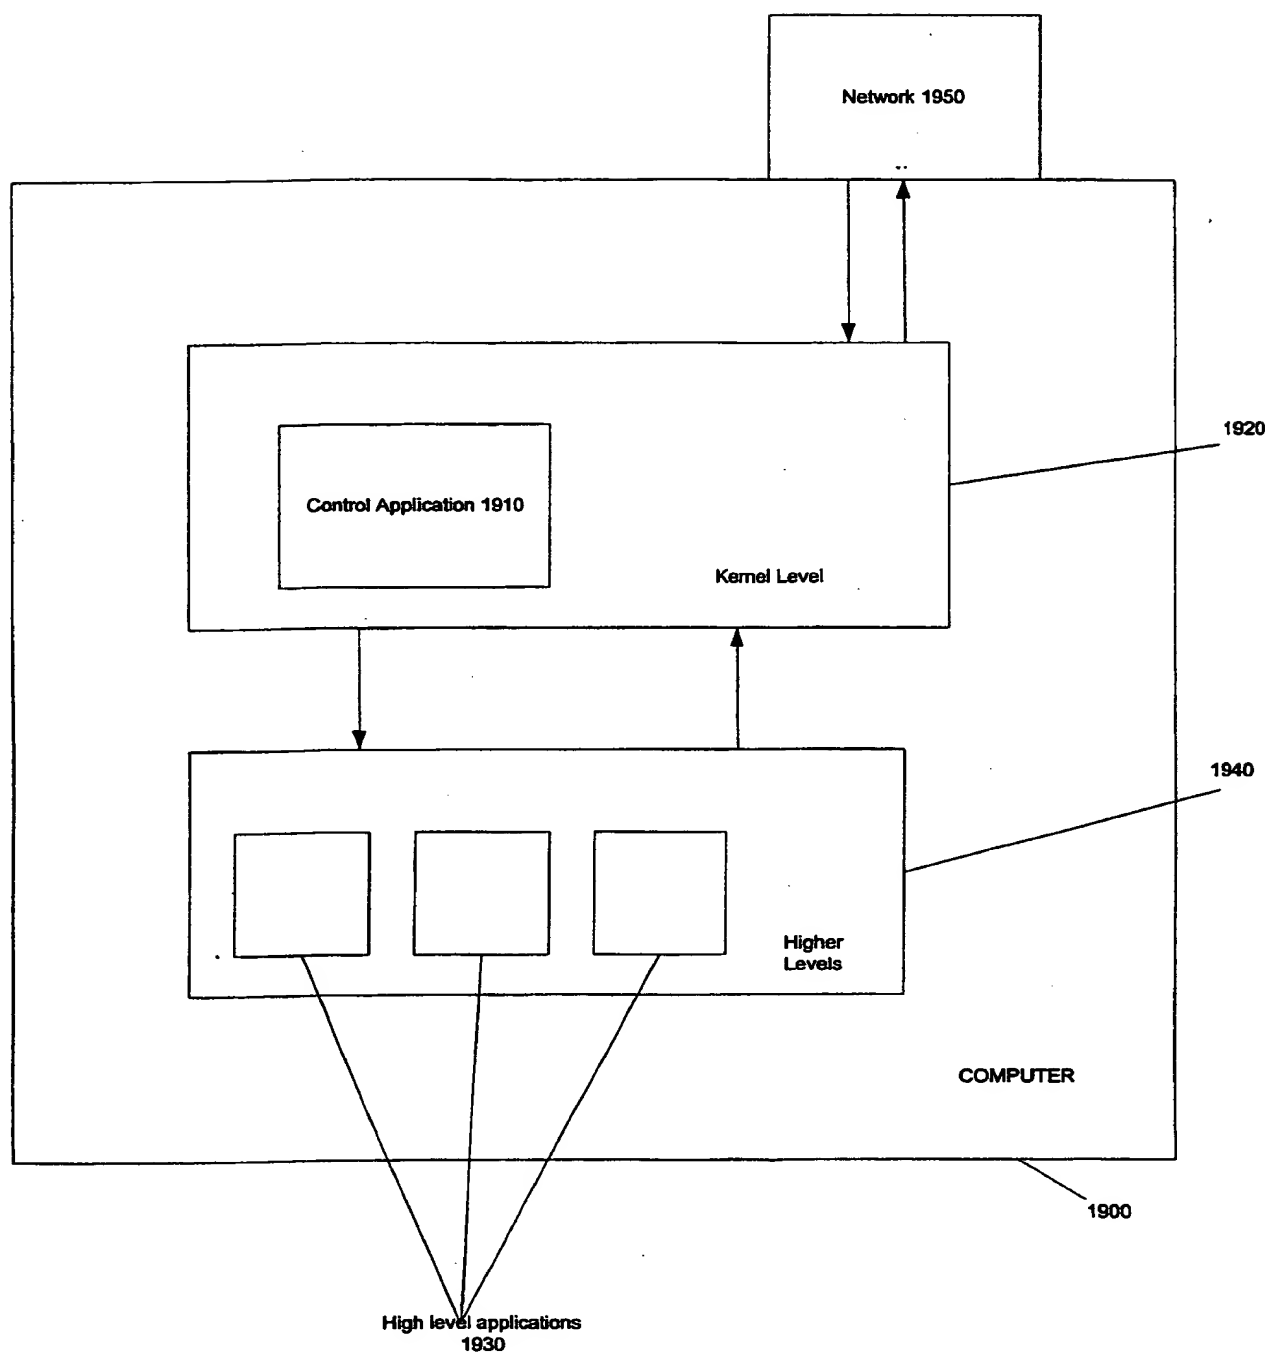 Network 1950
1920
Control Application 1910
Kernel Level
1940
Higher
Levels
COMPUTER
1900
High level applications
1930